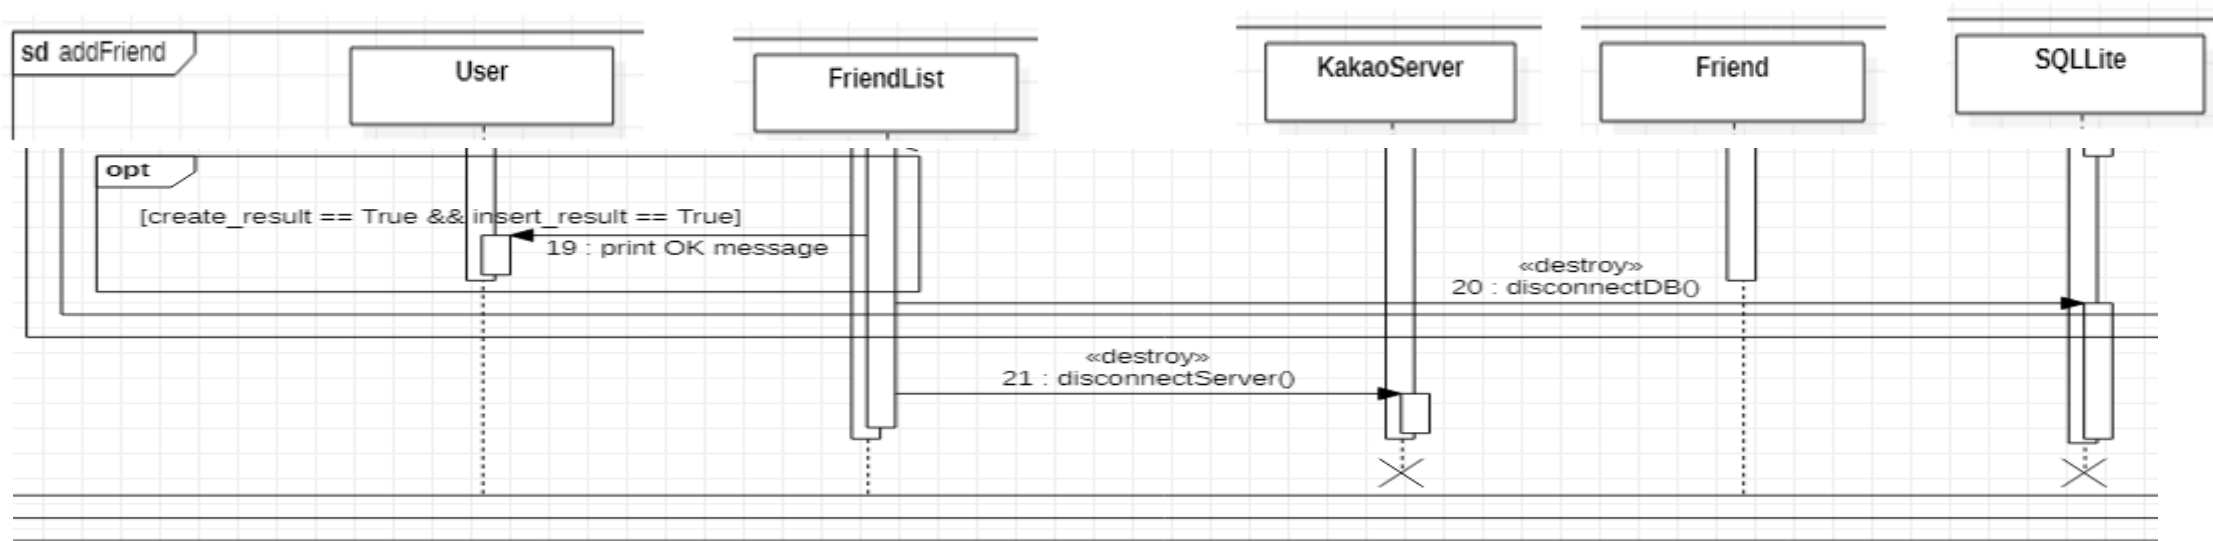 sd addFriend
User
FriendList
KakaoServer
Friend
SQLLite
opt
[create_result == True && insert_result == True]
19 : print OK message
«destroy»
20 : disconnectDB()
«destroy»
21 : disconnectServer()